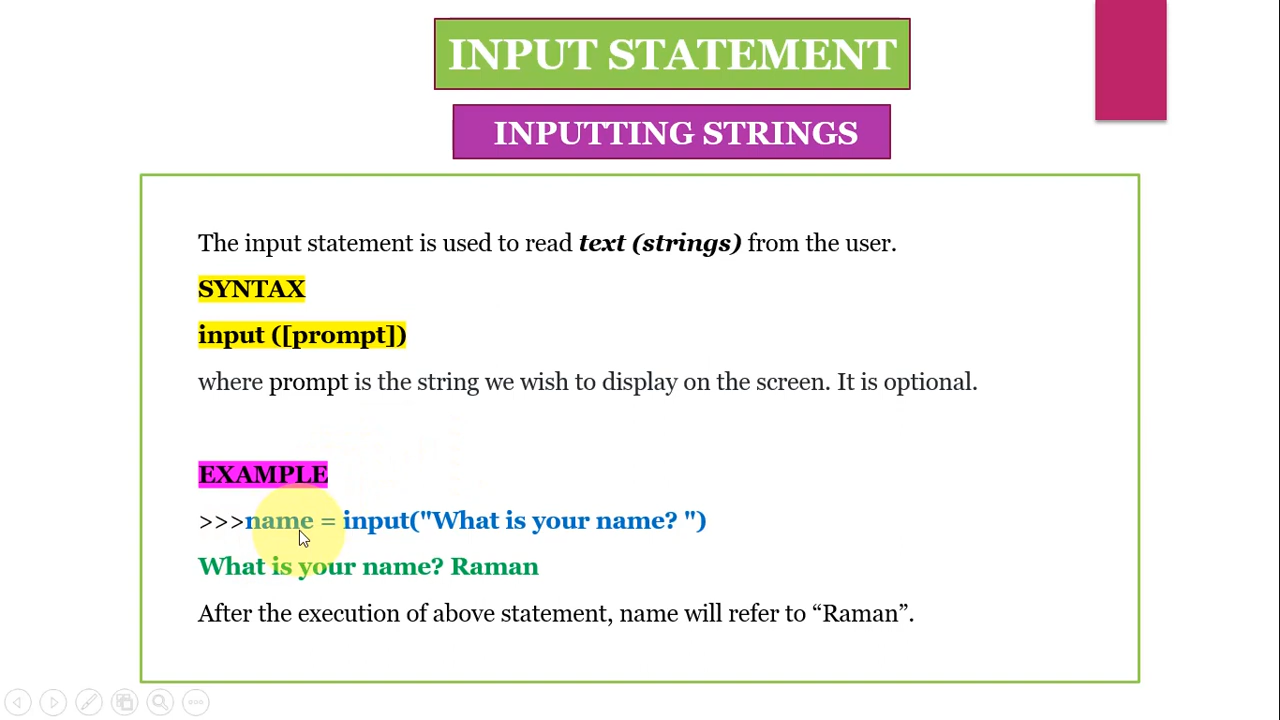 INPUT STATEMENT
INPUTTING STRINGS
The input statement is used to read text (strings) from the user.
SYNTAX
input ([prompt])
where prompt is the string we wish to display on the screen. It is optional.
EXAMPLE
>>>name = input("What is your name? ")
What is your name? Raman
After the execution of above statement, name will refer to “Raman”.